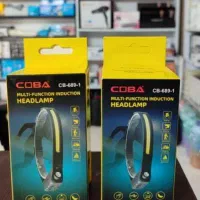 COBA
CB-689-1
MULTI-FUNCTION INDUCTION
HEADLAMP
COBA
CB-689-1
MULTI-FUNCTION INDUCTION
HEADLAMP